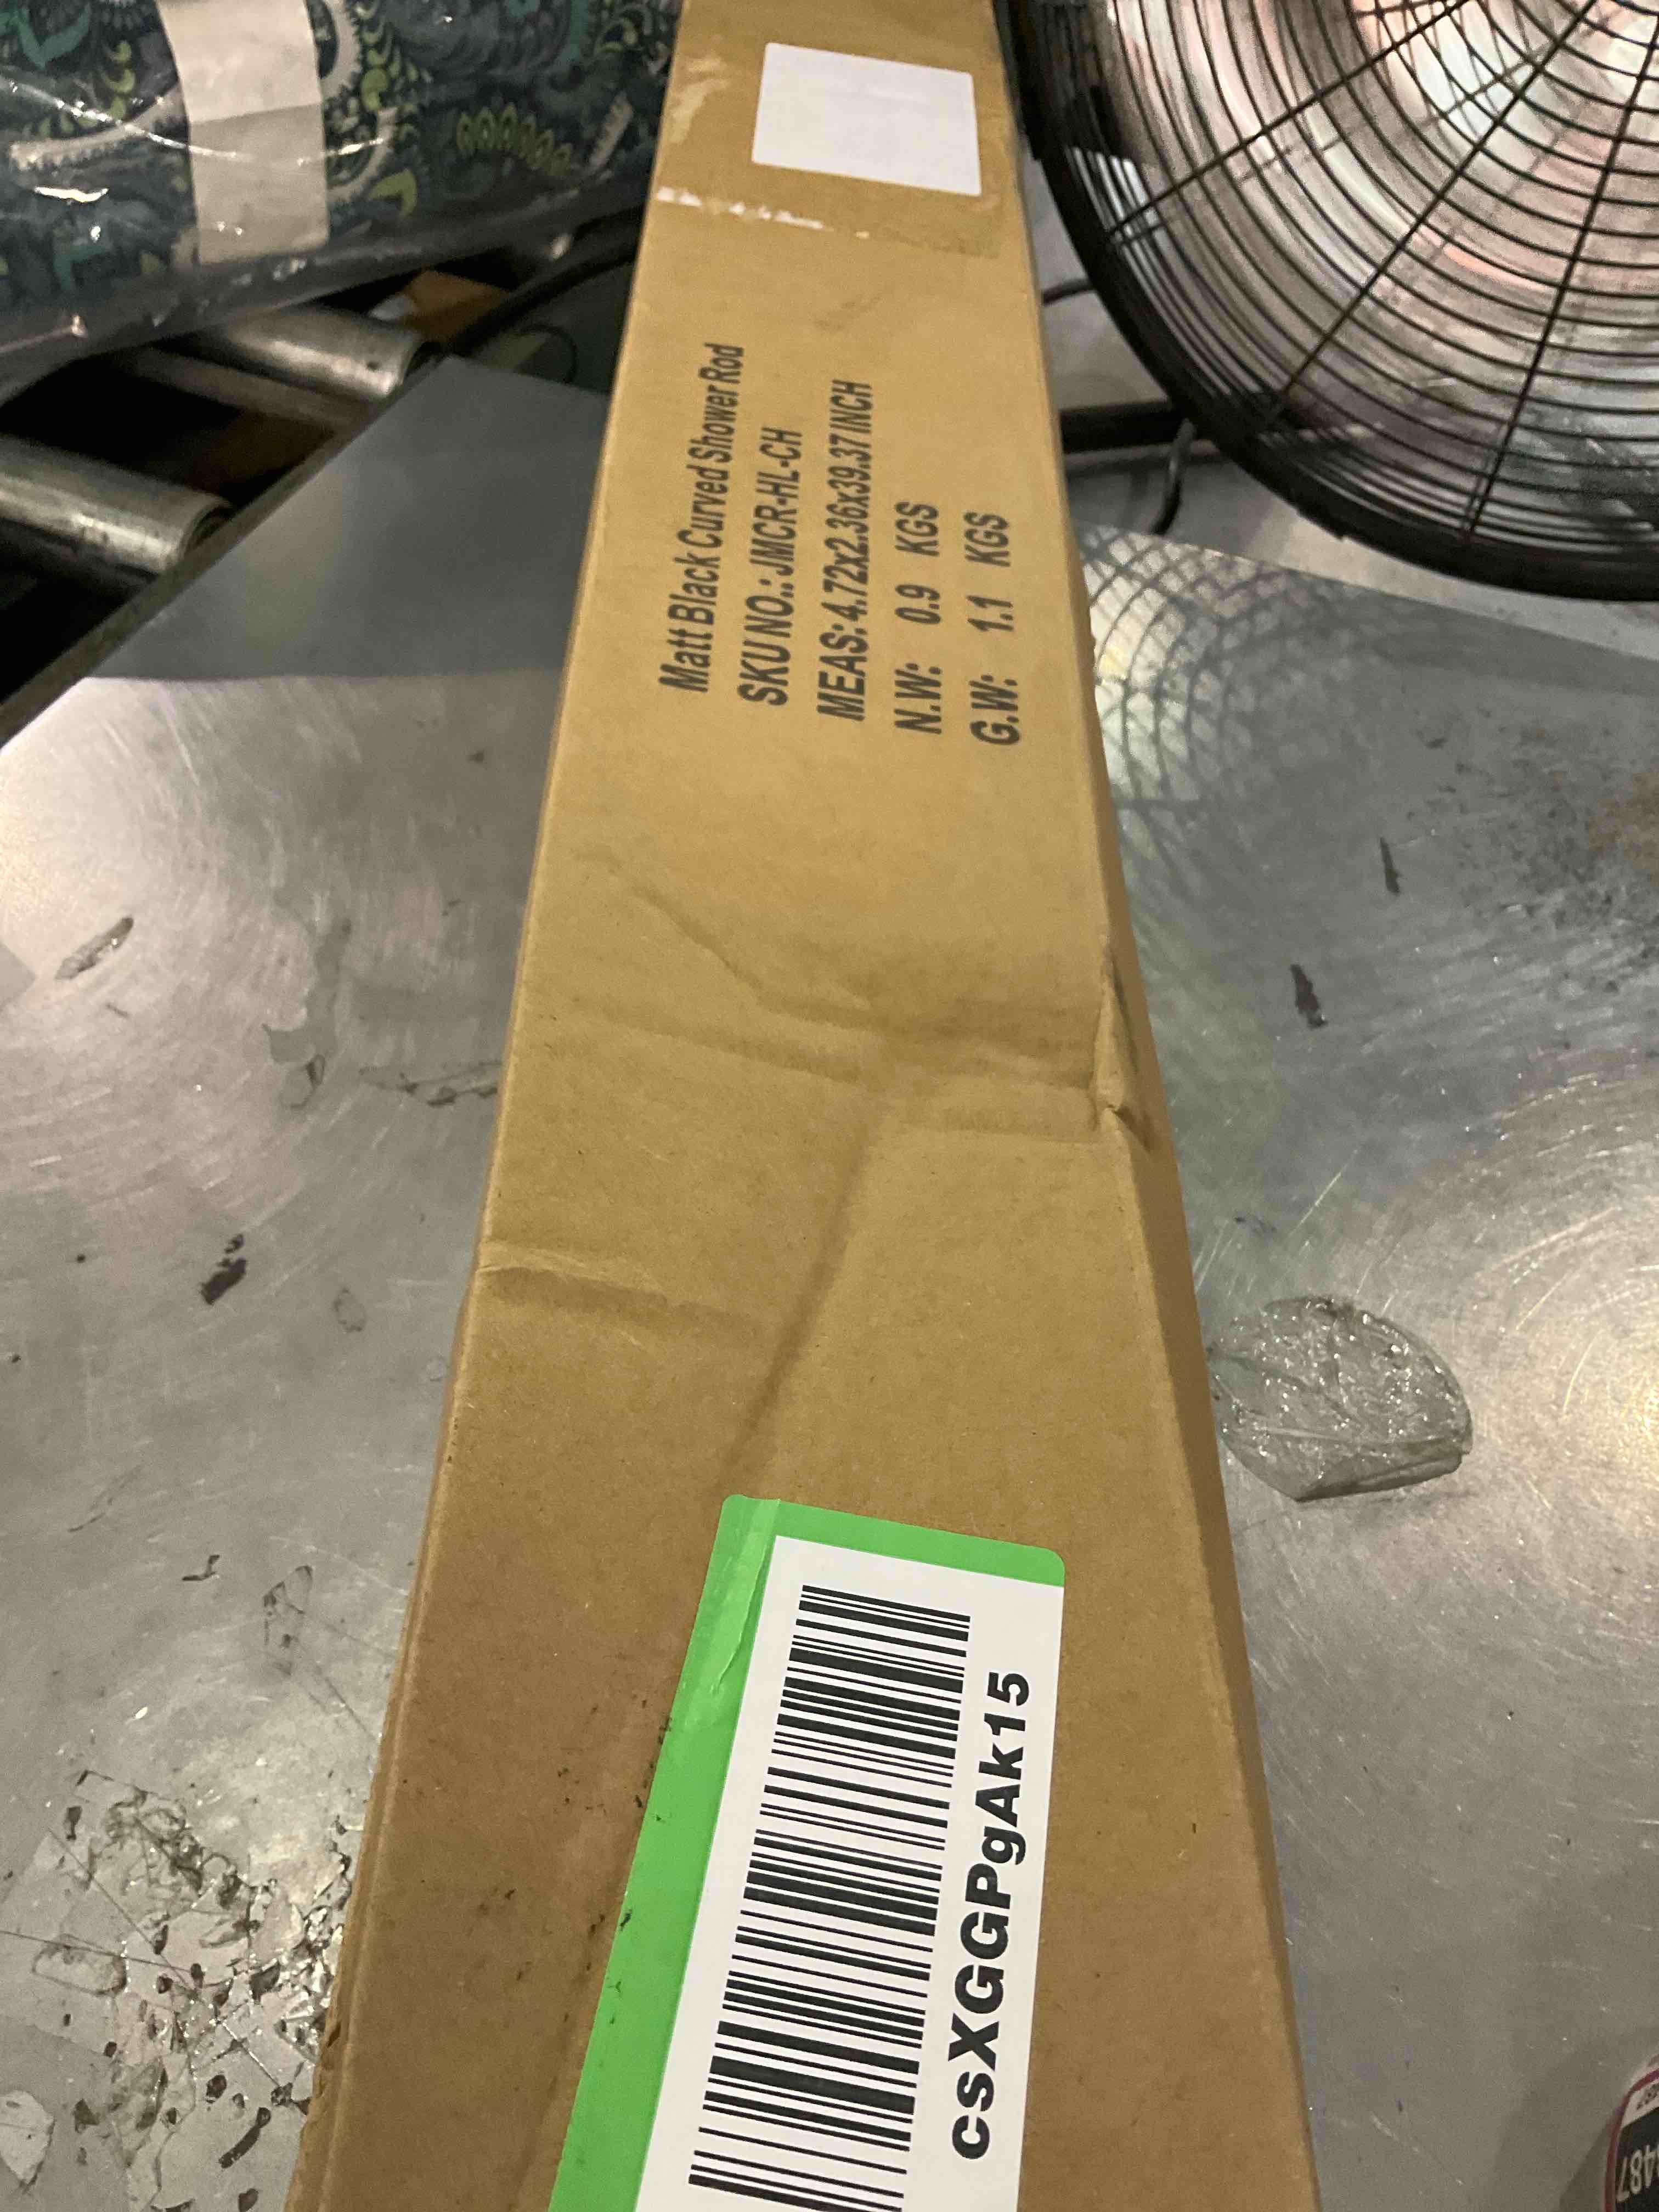 Matt Black Curved Shower Rod
SKU NO.: JMCR-HL-CH
MEAS: 4.72x2.36x39.37 INCH
N.W: 0.9 KGS
G.W: 1.1 KGS
csXGGPgAk15